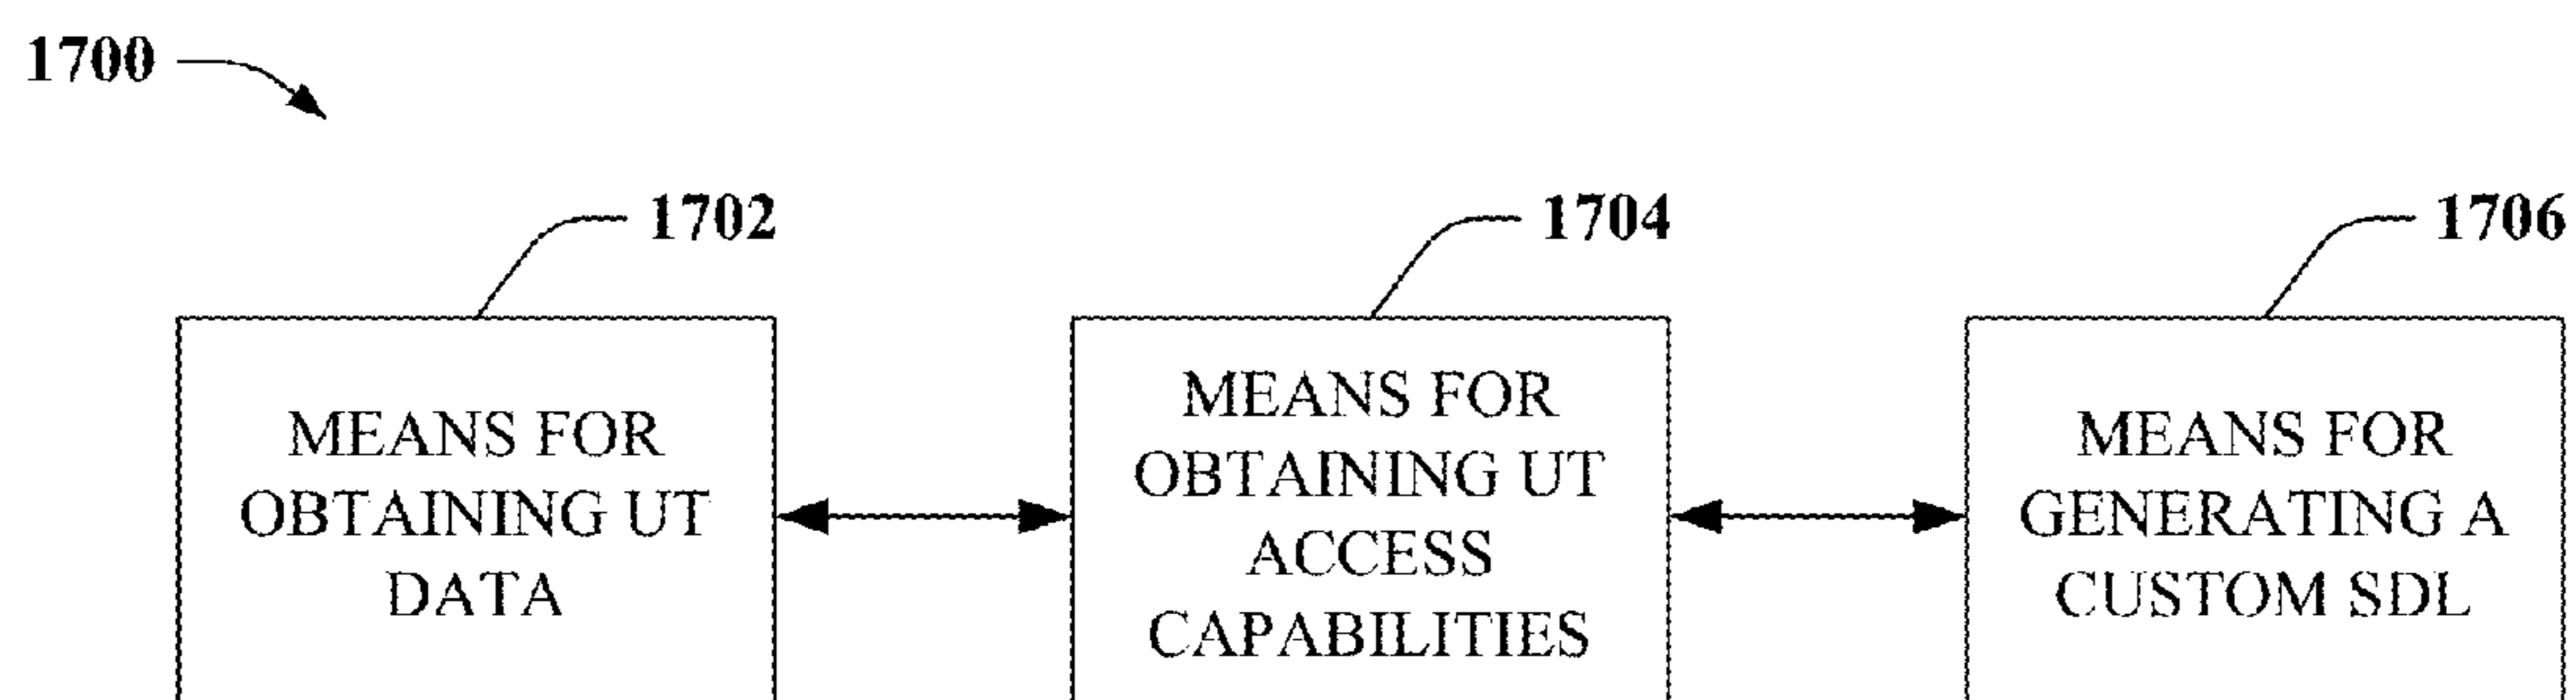 1700
1702
1704
1706
MEANS FOR
OBTAINING UT
DATA
MEANS FOR
OBTAINING UT
ACCESS
CAPABILITIES
MEANS FOR
GENERATING A
CUSTOM SDL